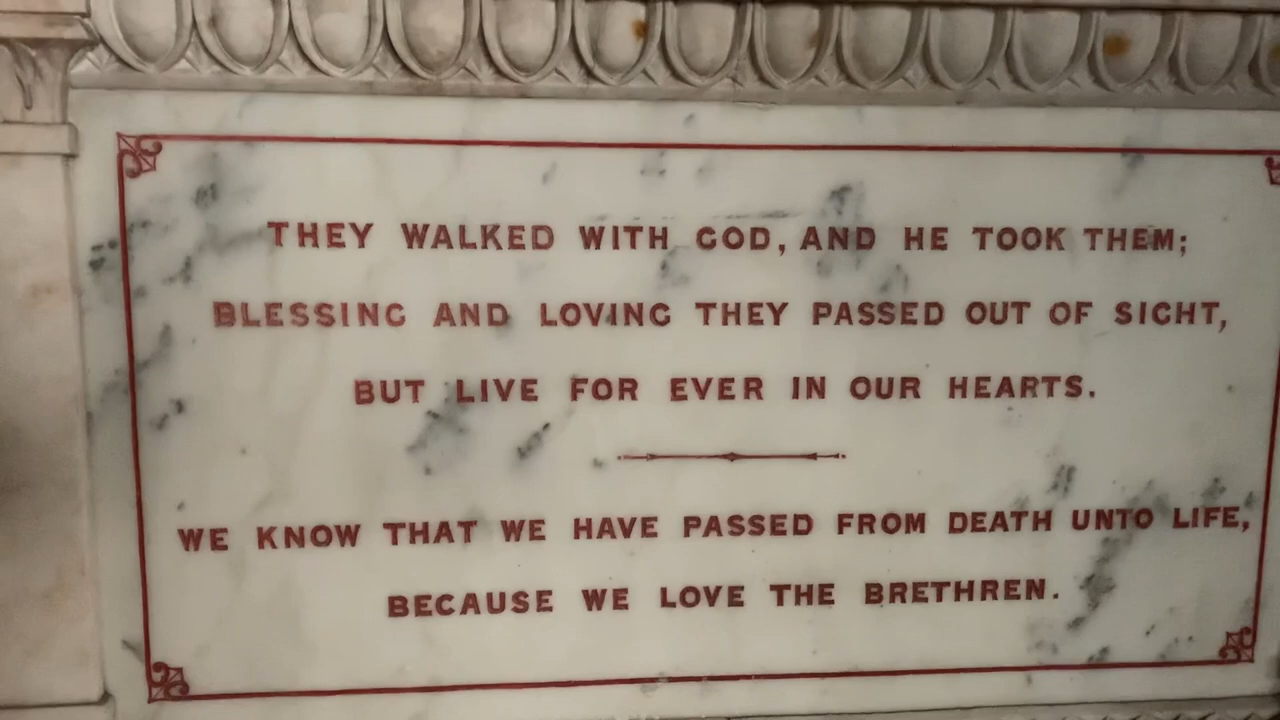 THEY WALKED WITH GOD, AND HE TOOK THEM;
BLESSING AND LOVING THEY PASSED OUT OF SIGHT,
BUT LIVE FOR EVER IN OUR HEARTS.
WE KNOW THAT WE HAVE PASSED FROM DEATH UNTO LIFE,
BECAUSE WE LOVE THE BRETHREN.